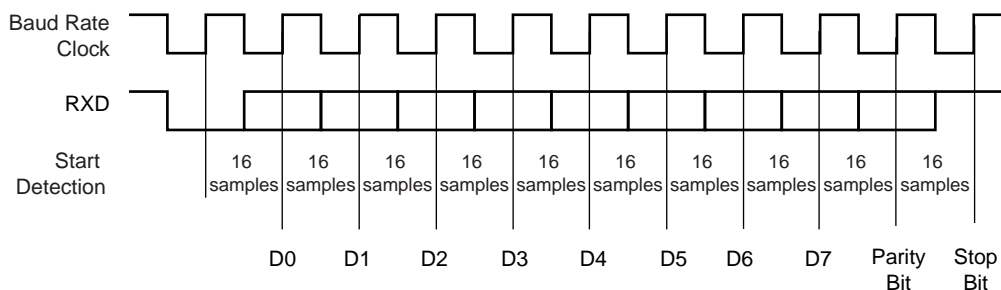 Baud Rate
Clock
RXD
Start
Detection
16 16 16 16 16 16 16 16 16 16
samples samples samples samples samples samples samples samples samples samples
D0 D1 D2 D3 D4 D5 D6 D7 Parity Stop
Bit Bit